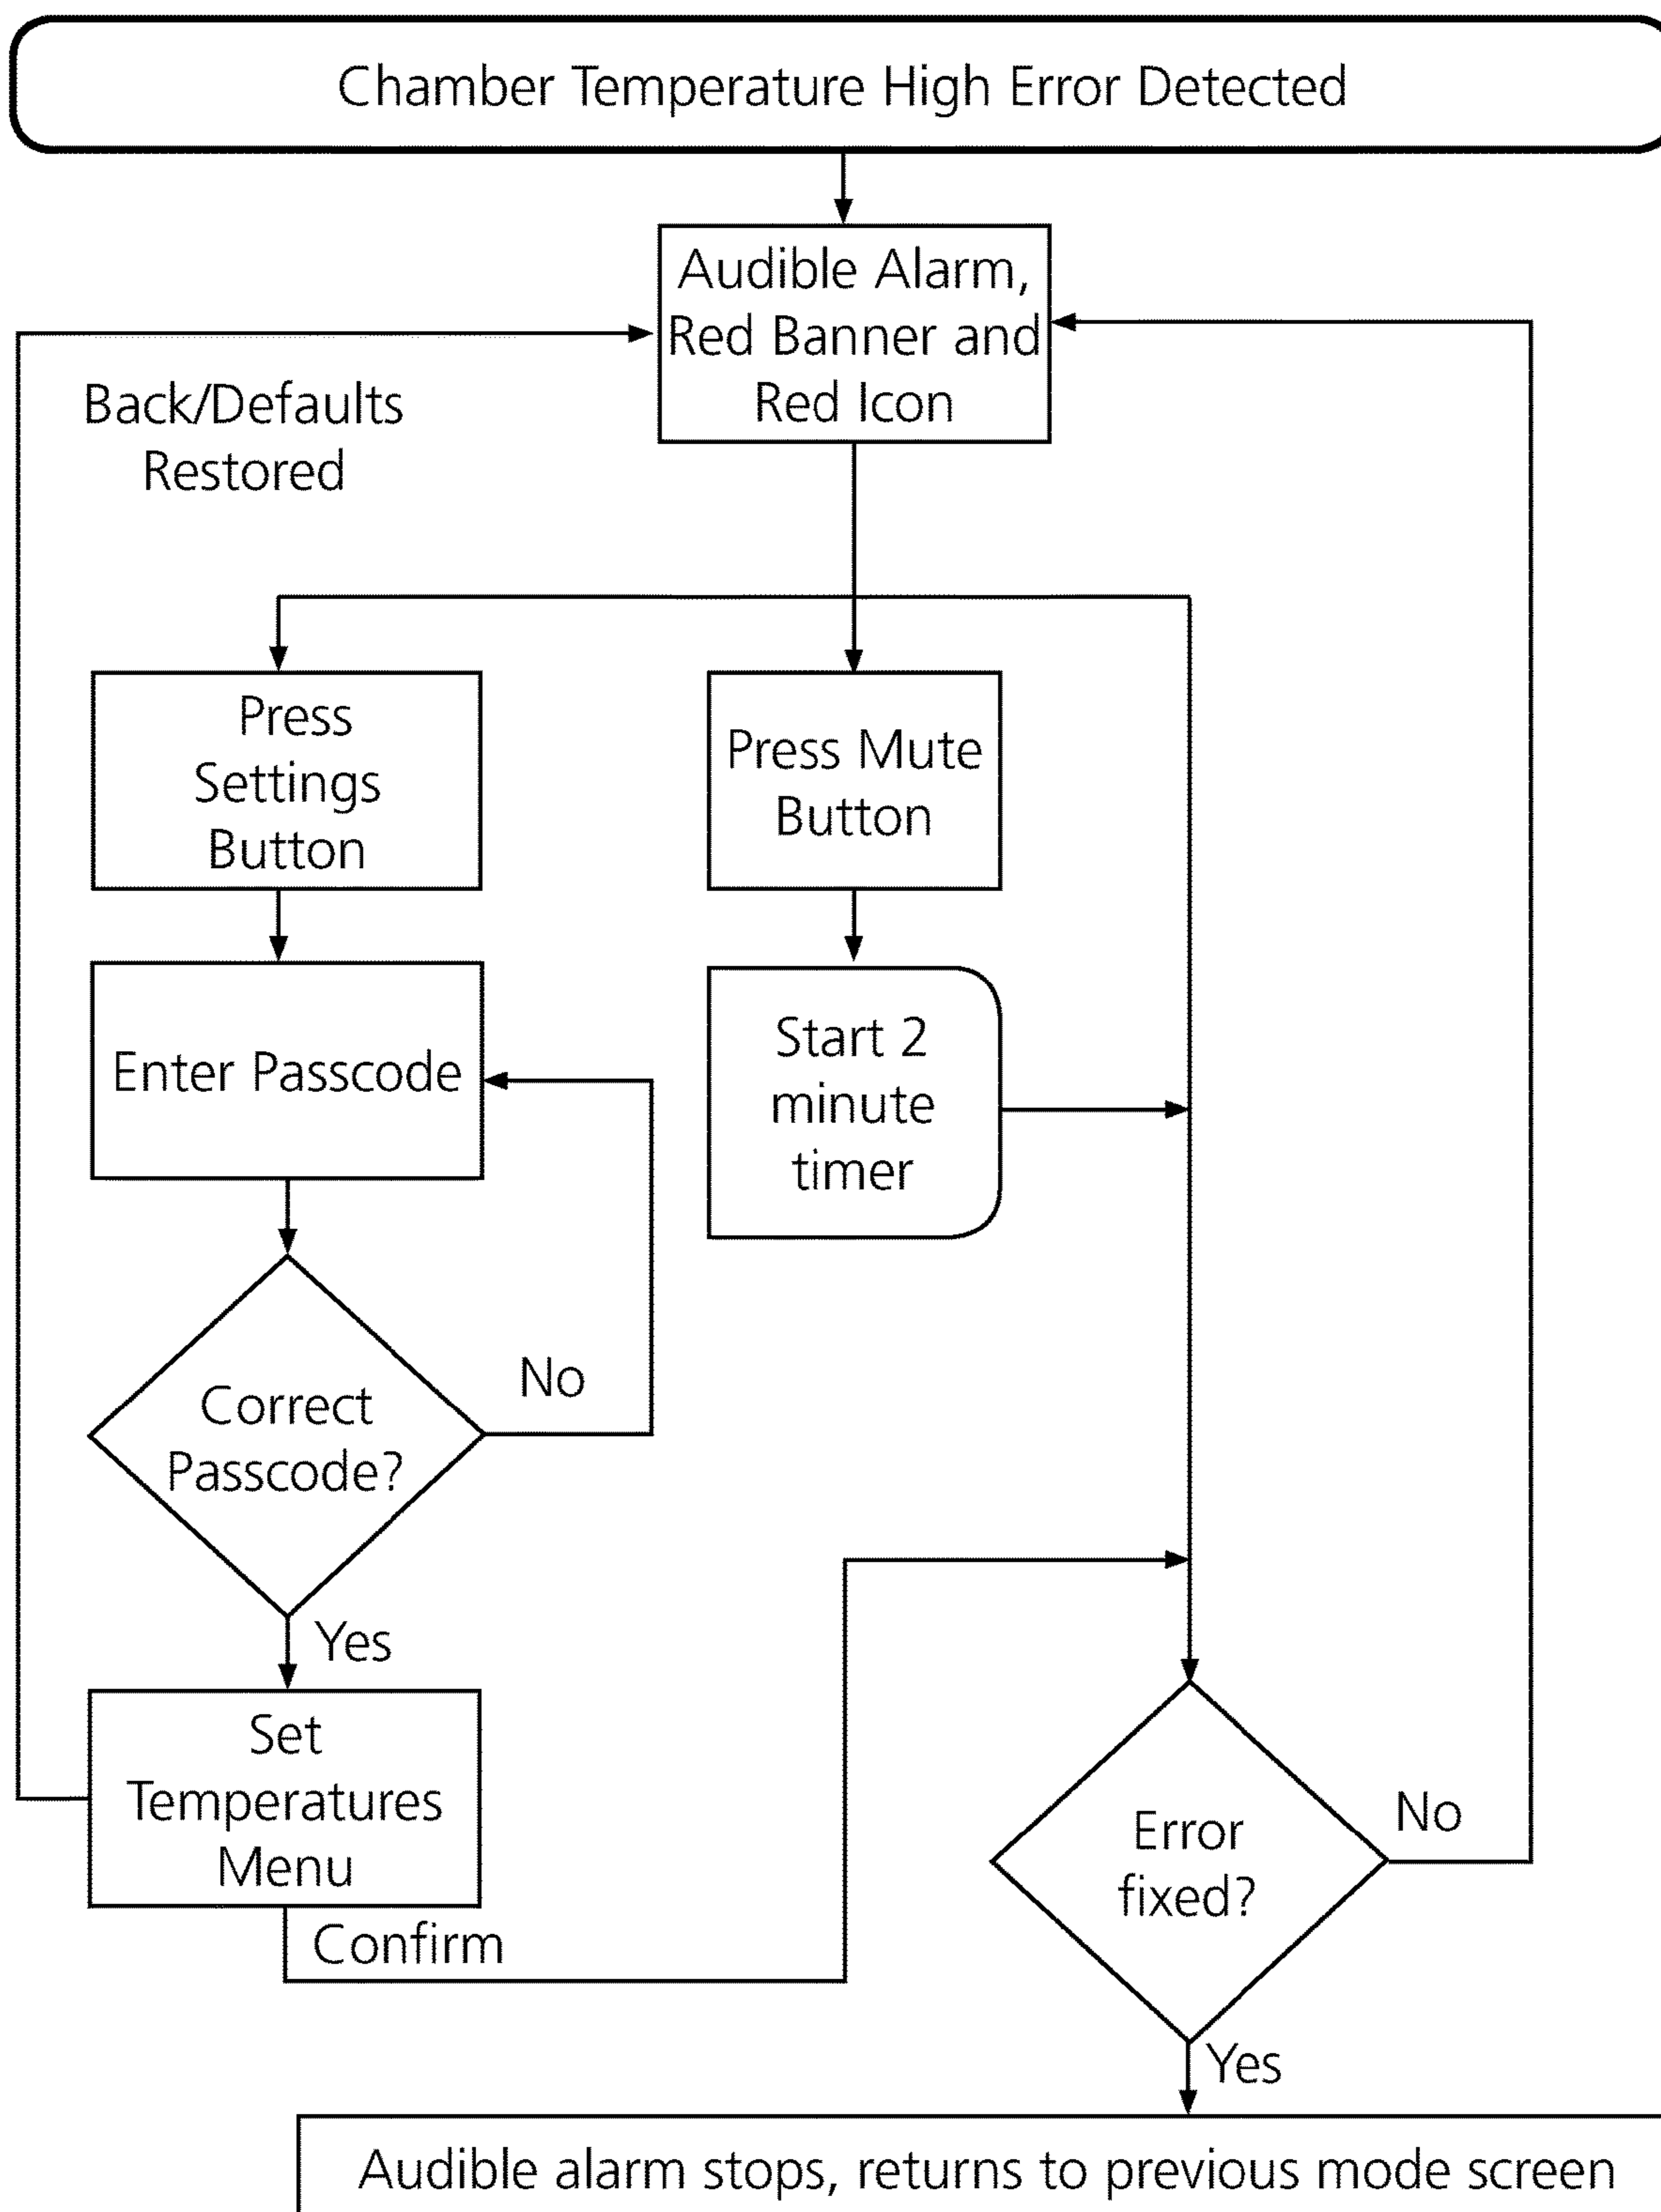 Chamber Temperature High Error Detected
Audible Alarm,
Red Banner and
Red Icon
Back/Defaults
Restored
Press
Settings
Button
Press Mute
Button
Enter Passcode
Start 2
minute
timer
Correct
Passcode?
No
Yes
Set
Temperatures
Menu
Confirm
Error
fixed?
No
Yes
Audible alarm stops, returns to previous mode screen